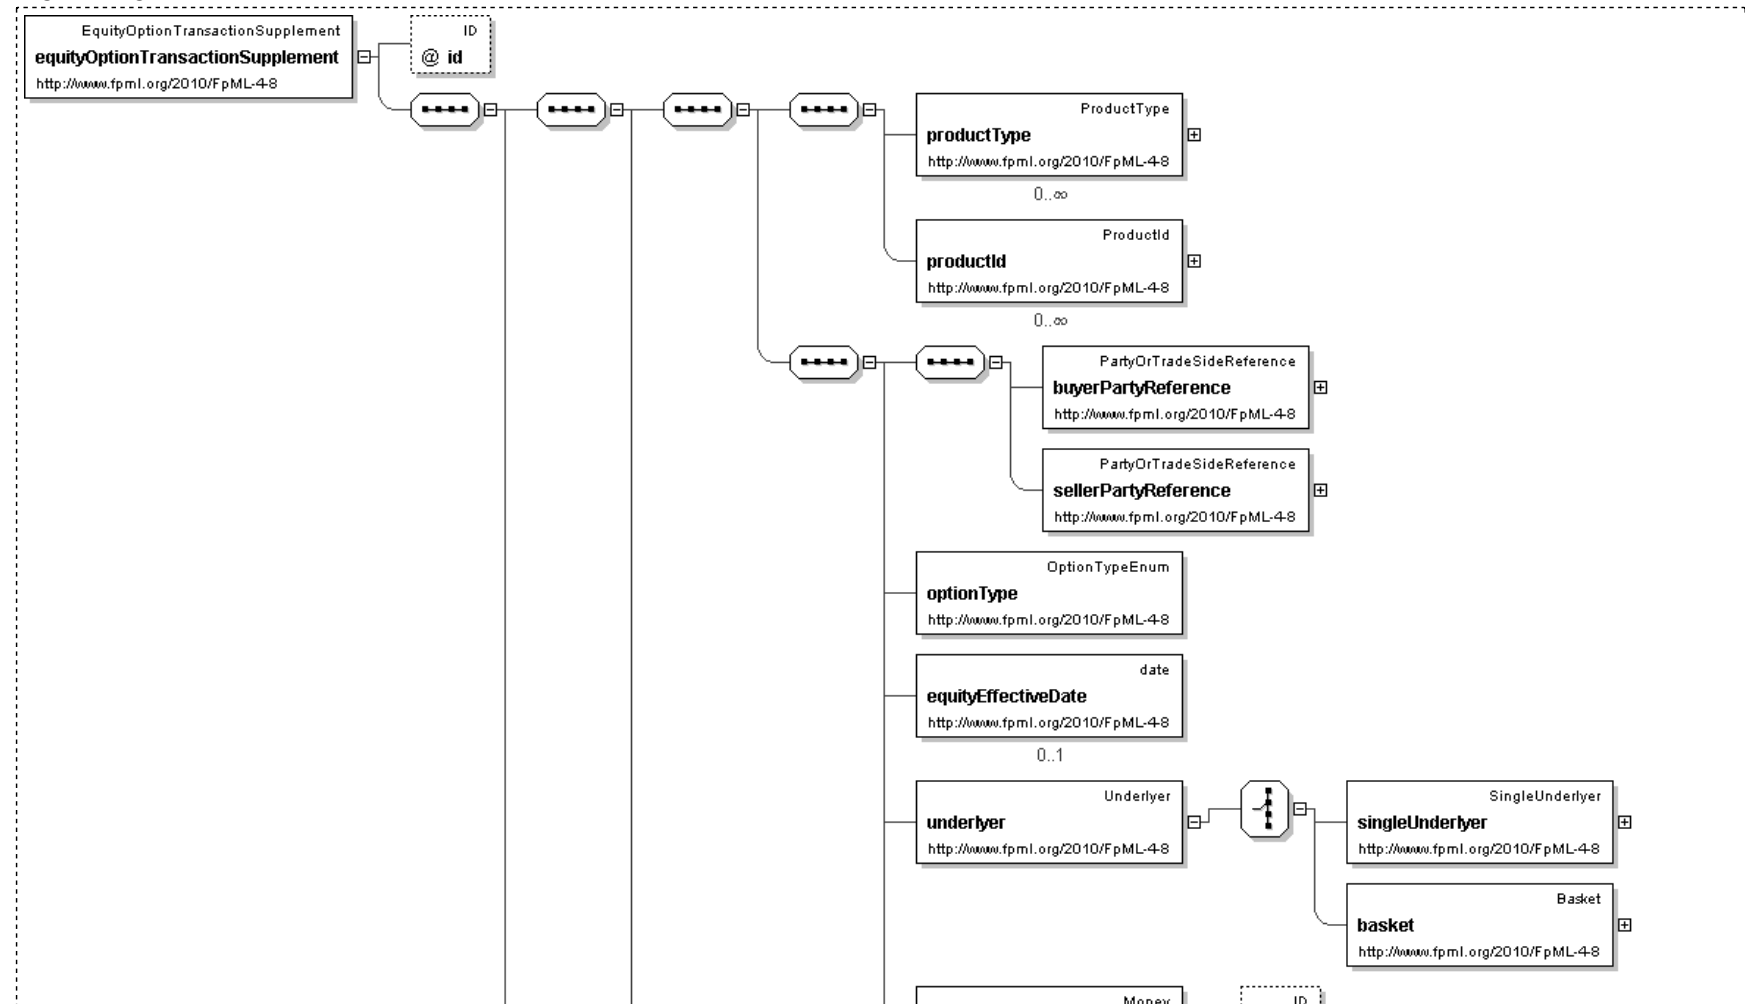 EquityOptionTransactionSupplement
equityOptionTransactionSupplement
http://www.fpml.org/2010/FpML-4-8
ID
@ id
ProductType
productType
http://www.fpml.org/2010/FpML-4-8
0..∞
ProductId
productId
http://www.fpml.org/2010/FpML-4-8
0..∞
PartyOrTradeSideReference
buyerPartyReference
http://www.fpml.org/2010/FpML-4-8
PartyOrTradeSideReference
sellerPartyReference
http://www.fpml.org/2010/FpML-4-8
OptionTypeEnum
optionType
http://www.fpml.org/2010/FpML-4-8
date
equityEffectiveDate
http://www.fpml.org/2010/FpML-4-8
0..1
Underlyer
underlyer
http://www.fpml.org/2010/FpML-4-8
SingleUnderlyer
singleUnderlyer
http://www.fpml.org/2010/FpML-4-8
Basket
basket
http://www.fpml.org/2010/FpML-4-8
Money
ID